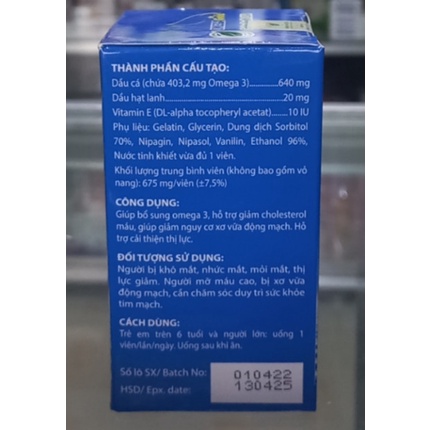 THÀNH PHẦN CẤU TẠO:
Dầu cá (chứa 403,2 mg Omega 3)............640 mg
Dầu hạt lanh..........................................20 mg
Vitamin E (DL-alpha tocopheryl acetat)......10 IU
Phụ liệu: Gelatin, Glycerin, Dung dịch Sorbitol
70%, Nipagin, Nipasol, Vanilin, Ethanol 96%,
Nước tinh khiết vừa đủ 1 viên.
Khối lượng trung bình viên (không bao gồm vỏ
nang): 675 mg/viên (±7,5%)
CÔNG DỤNG:
Giúp bổ sung omega 3, hỗ trợ giảm cholesterol
máu, giúp giảm nguy cơ xơ vữa động mạch. Hỗ
trợ cải thiện thị lực.
ĐỐI TƯỢNG SỬ DỤNG:
Người bị khô mắt, nhức mắt, mỏi mắt, thị
lực giảm. Người mỡ máu cao, bị xơ vữa
động mạch, cần chăm sóc duy trì sức khỏe
tim mạch.
CÁCH DÙNG:
Trẻ em trên 6 tuổi và người lớn: uống 1
viên/lần/ngày. Uống sau khi ăn.
Số lô SX/ Batch No: 010422
HSD/ Epx. date: 130425